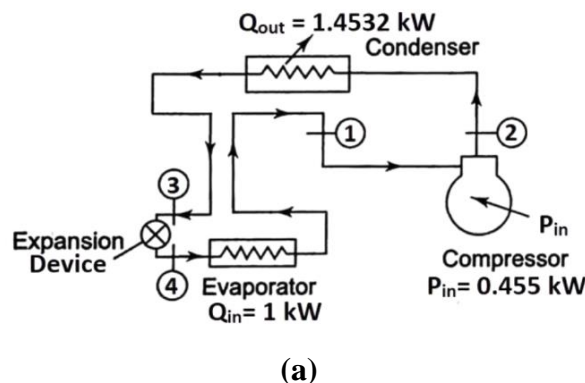 Qout = 1.4532 kW
Condenser
1
2
3
Pin
Expansion
Device
4
Evaporator
Qin= 1 kW
Compressor
Pin= 0.455 kW
(a)